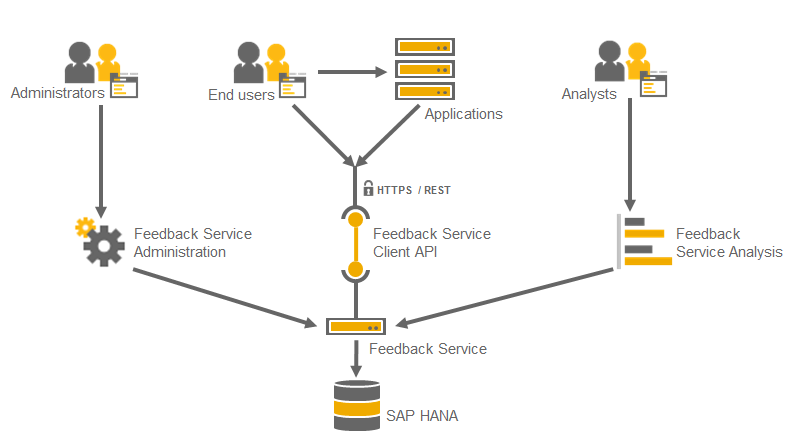 Administrators
End users
Applications
Analysts
HTTPS / REST
Feedback Service
Administration
Feedback Service
Client API
Feedback
Service Analysis
Feedback Service
SAP HANA